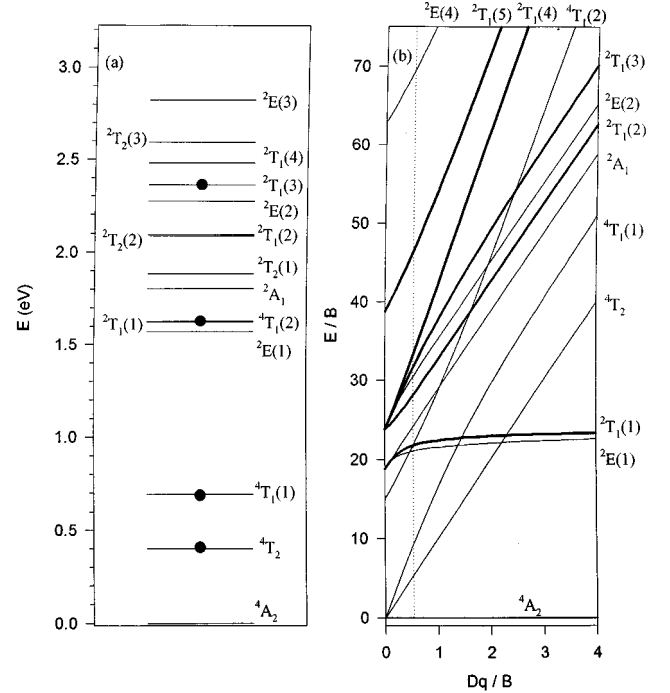 (a)
3.0
2.5
2.0
1.5
1.0
0.5
0.0
E (eV)
²E(3)
²T₂(3)
²T₁(4)
²T₁(3)
²E(2)
²T₂(2)
²T₁(2)
²T₂(1)
²A₁
²T₁(1)
⁴T₁(2)
²E(1)
⁴T₁(1)
⁴T₂
⁴A₂
²E(4)
²T₁(5)
²T₁(4)
⁴T₁(2)
(b)
70
60
50
40
30
20
10
0
E / B
²T₁(3)
²E(2)
²T₁(2)
²A₁
⁴T₁(1)
⁴T₂
²T₁(1)
²E(1)
⁴A₂
0
1
2
3
4
Dq / B